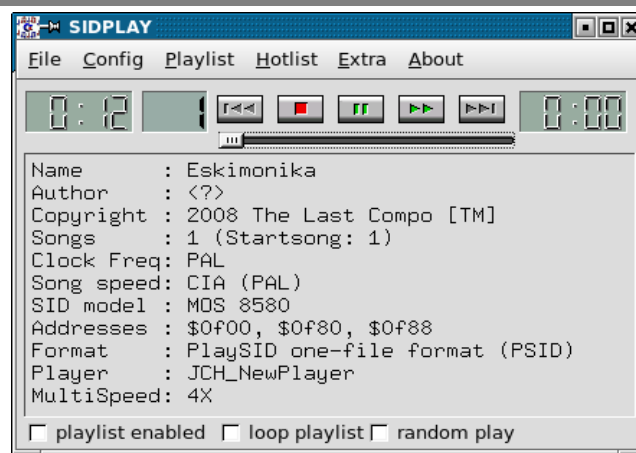 SIDPLAY
File Config Playlist Hotlist Extra About
0:12 1 0:00
Name : Eskimonika
Author : <?>
Copyright : 2008 The Last Compo [TM]
Songs : 1 (Startsong: 1)
Clock Freq: PAL
Song speed: CIA (PAL)
SID model : MOS 8580
Addresses : $0f00, $0f80, $0f88
Format : PlaySID one-file format (PSID)
Player : JCH_NewPlayer
MultiSpeed: 4X
playlist enabled loop playlist random play